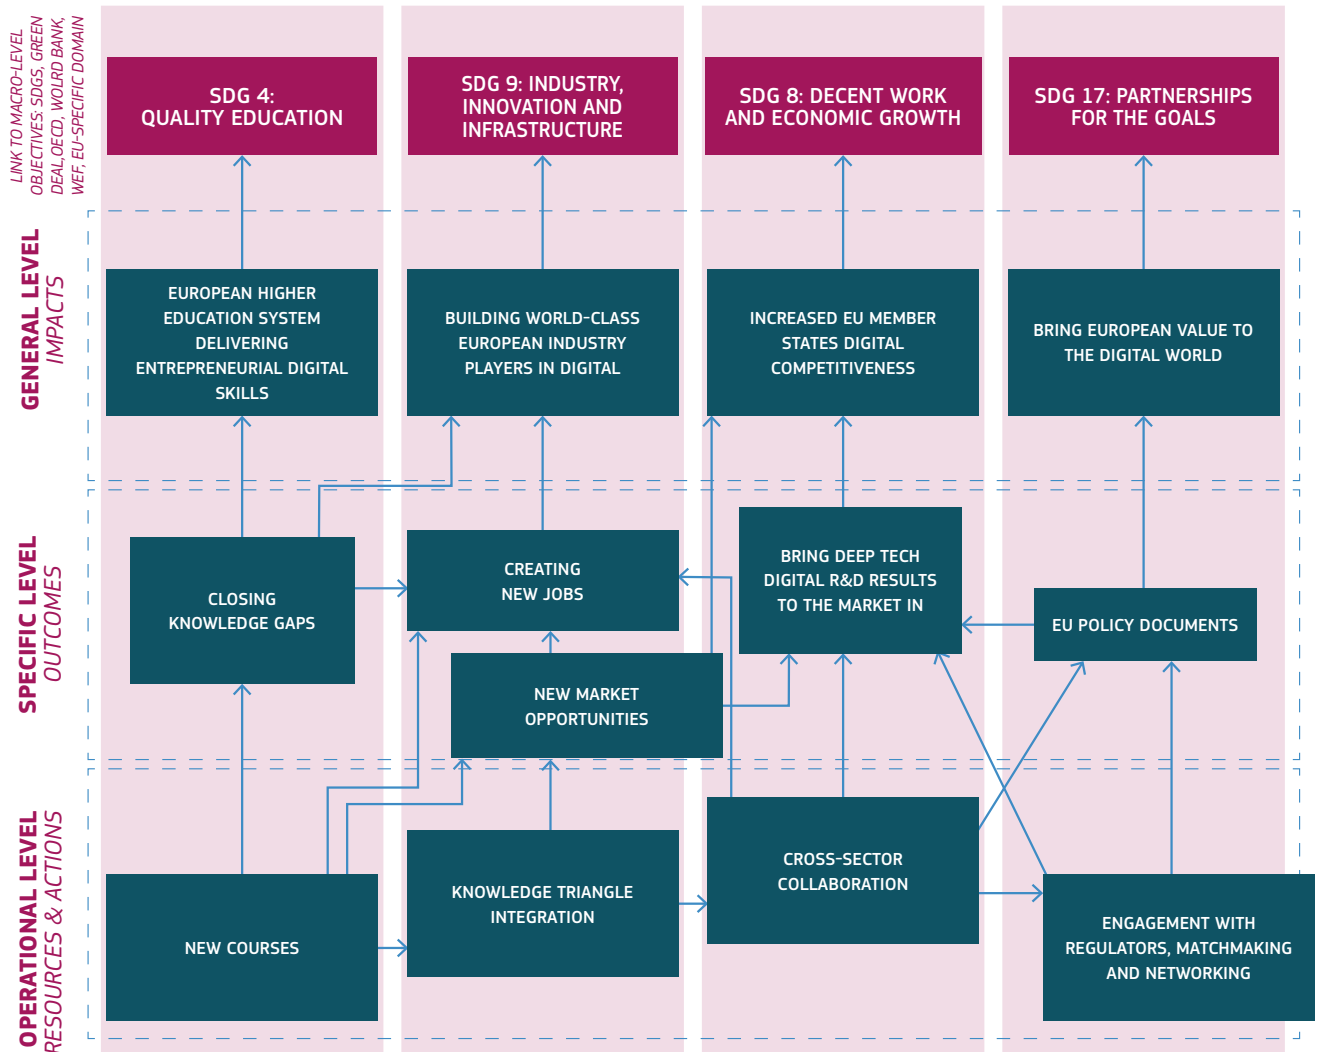 LINK TO MACRO-LEVEL
OBJECTIVES: SDGS, GREEN
DEAL,OECD, WOLRD BANK,
WEF, EU-SPECIFIC DOMAIN
SDG 4:
QUALITY EDUCATION
SDG 9: INDUSTRY,
INNOVATION AND
INFRASTRUCTURE
SDG 8: DECENT WORK
AND ECONOMIC GROWTH
SDG 17: PARTNERSHIPS
FOR THE GOALS
GENERAL LEVEL
IMPACTS
EUROPEAN HIGHER
EDUCATION SYSTEM
DELIVERING
ENTREPRENEURIAL DIGITAL
SKILLS
BUILDING WORLD-CLASS
EUROPEAN INDUSTRY
PLAYERS IN DIGITAL
INCREASED EU MEMBER
STATES DIGITAL
COMPETITIVENESS
BRING EUROPEAN VALUE TO
THE DIGITAL WORLD
SPECIFIC LEVEL
OUTCOMES
CLOSING
KNOWLEDGE GAPS
CREATING
NEW JOBS
NEW MARKET
OPPORTUNITIES
BRING DEEP TECH
DIGITAL R&D RESULTS
TO THE MARKET IN
EU POLICY DOCUMENTS
OPERATIONAL LEVEL
RESOURCES & ACTIONS
NEW COURSES
KNOWLEDGE TRIANGLE
INTEGRATION
CROSS-SECTOR
COLLABORATION
ENGAGEMENT WITH
REGULATORS, MATCHMAKING
AND NETWORKING